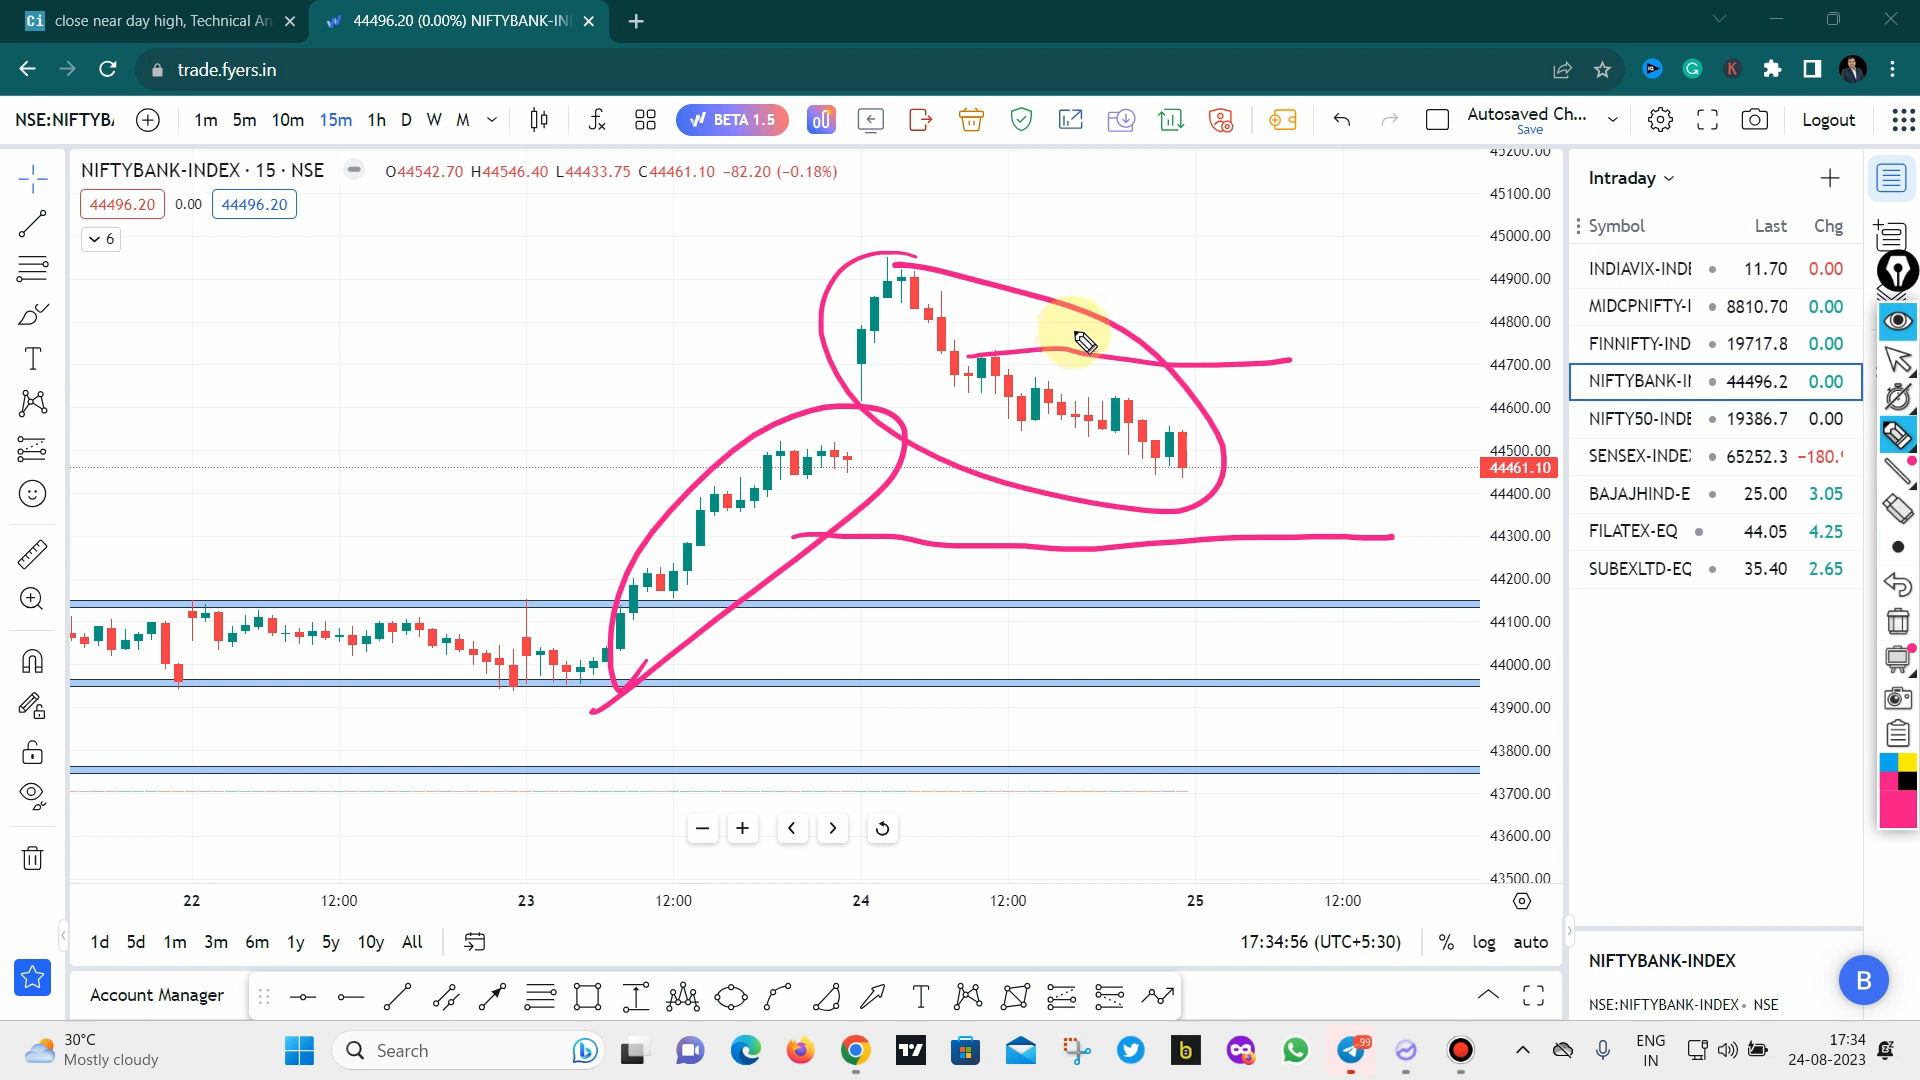 close near day high, Technical An
44496.20 (0.00%) NIFTYBANK-IN
trade.fyers.in
NSE:NIFTYB
1m 5m 10m 15m 1h D W M
BETA 1.5
Autosaved Ch...
Save
Logout
NIFTYBANK-INDEX · 15 · NSE
O44542.70 H44546.40 L44433.75 C44461.10 -82.20 (-0.18%)
44496.20 0.00 44496.20
6
45200.00
45100.00
45000.00
44900.00
44800.00
44700.00
44600.00
44500.00
44461.10
44400.00
44300.00
44200.00
44100.00
44000.00
43900.00
43800.00
43700.00
43600.00
43500.00
22 12:00 23 12:00 24 12:00 25 12:00
1d 5d 1m 3m 6m 1y 5y 10y All
17:34:56 (UTC+5:30) % log auto
Account Manager
Intraday
Symbol Last Chg
INDIAVIX-INDE 11.70 0.00
MIDCPNIFTY-I 8810.70 0.00
FINNIFTY-IND 19717.8 0.00
NIFTYBANK-II 44496.2 0.00
NIFTY50-INDE 19386.7 0.00
SENSEX-INDEX 65252.3 -180.
BAJAJHIND-E 25.00 3.05
FILATEX-EQ 44.05 4.25
SUBEXLTD-EQ 35.40 2.65
NIFTYBANK-INDEX
NSE:NIFTYBANK-INDEX • NSE
B
30°C
Mostly cloudy
Search
99
ENG
IN
17:34
24-08-2023